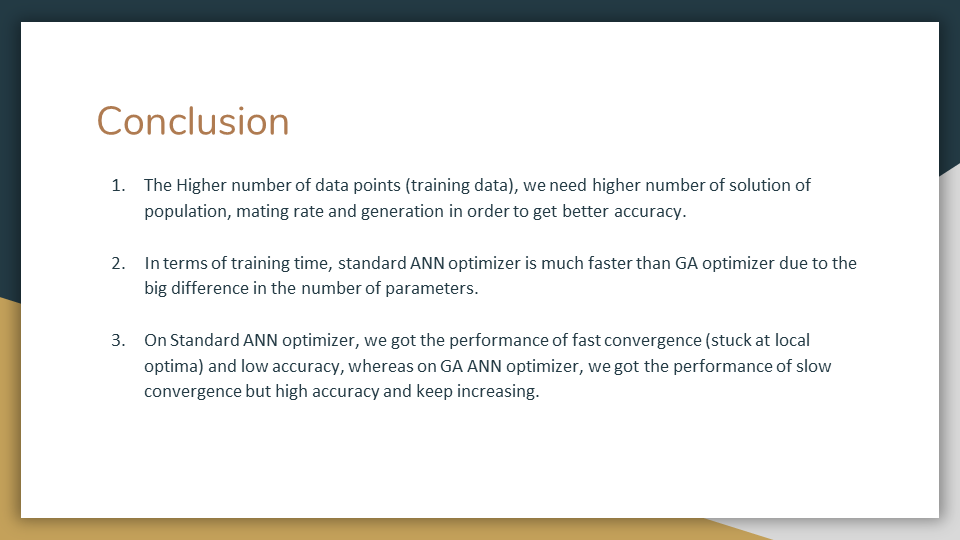 Conclusion
1. The Higher number of data points (training data), we need higher number of solution of
population, mating rate and generation in order to get better accuracy.
2. In terms of training time, standard ANN optimizer is much faster than GA optimizer due to the
big difference in the number of parameters.
3. On Standard ANN optimizer, we got the performance of fast convergence (stuck at local
optima) and low accuracy, whereas on GA ANN optimizer, we got the performance of slow
convergence but high accuracy and keep increasing.